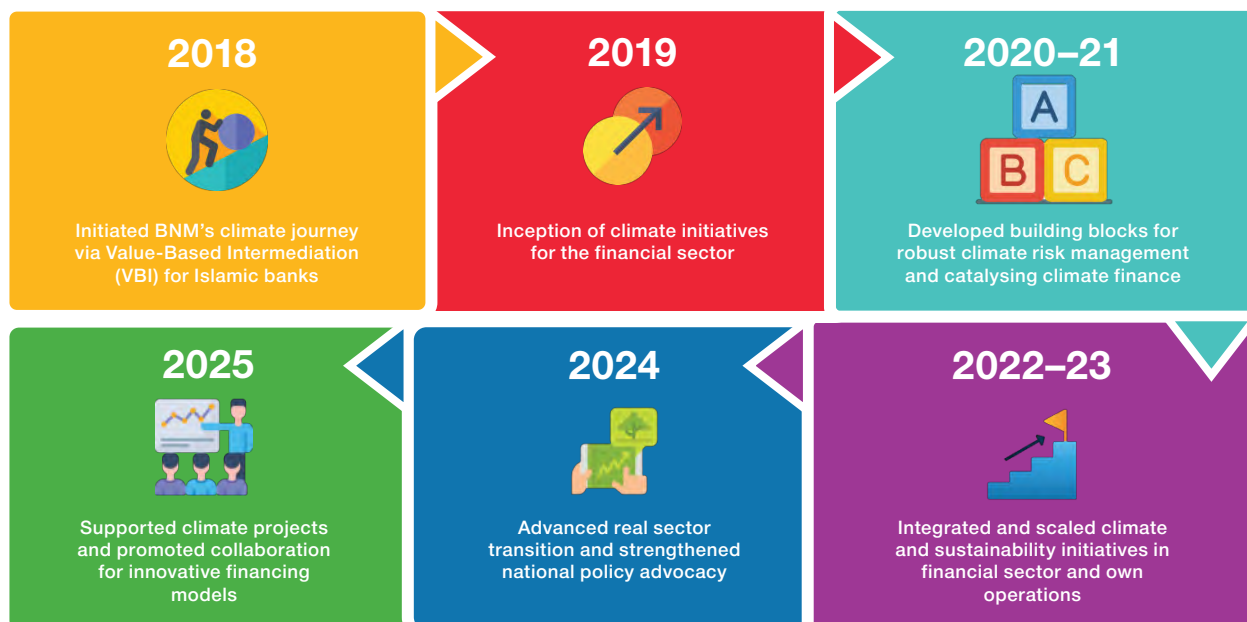 2018
Initiated BNM's climate journey
via Value-Based Intermediation
(VBI) for Islamic banks
2019
Inception of climate initiatives
for the financial sector
2020–21
A
B C
Developed building blocks for
robust climate risk management
and catalysing climate finance
2022–23
Integrated and scaled climate
and sustainability initiatives in
financial sector and own
operations
2024
Advanced real sector
transition and strengthened
national policy advocacy
2025
Supported climate projects
and promoted collaboration
for innovative financing
models